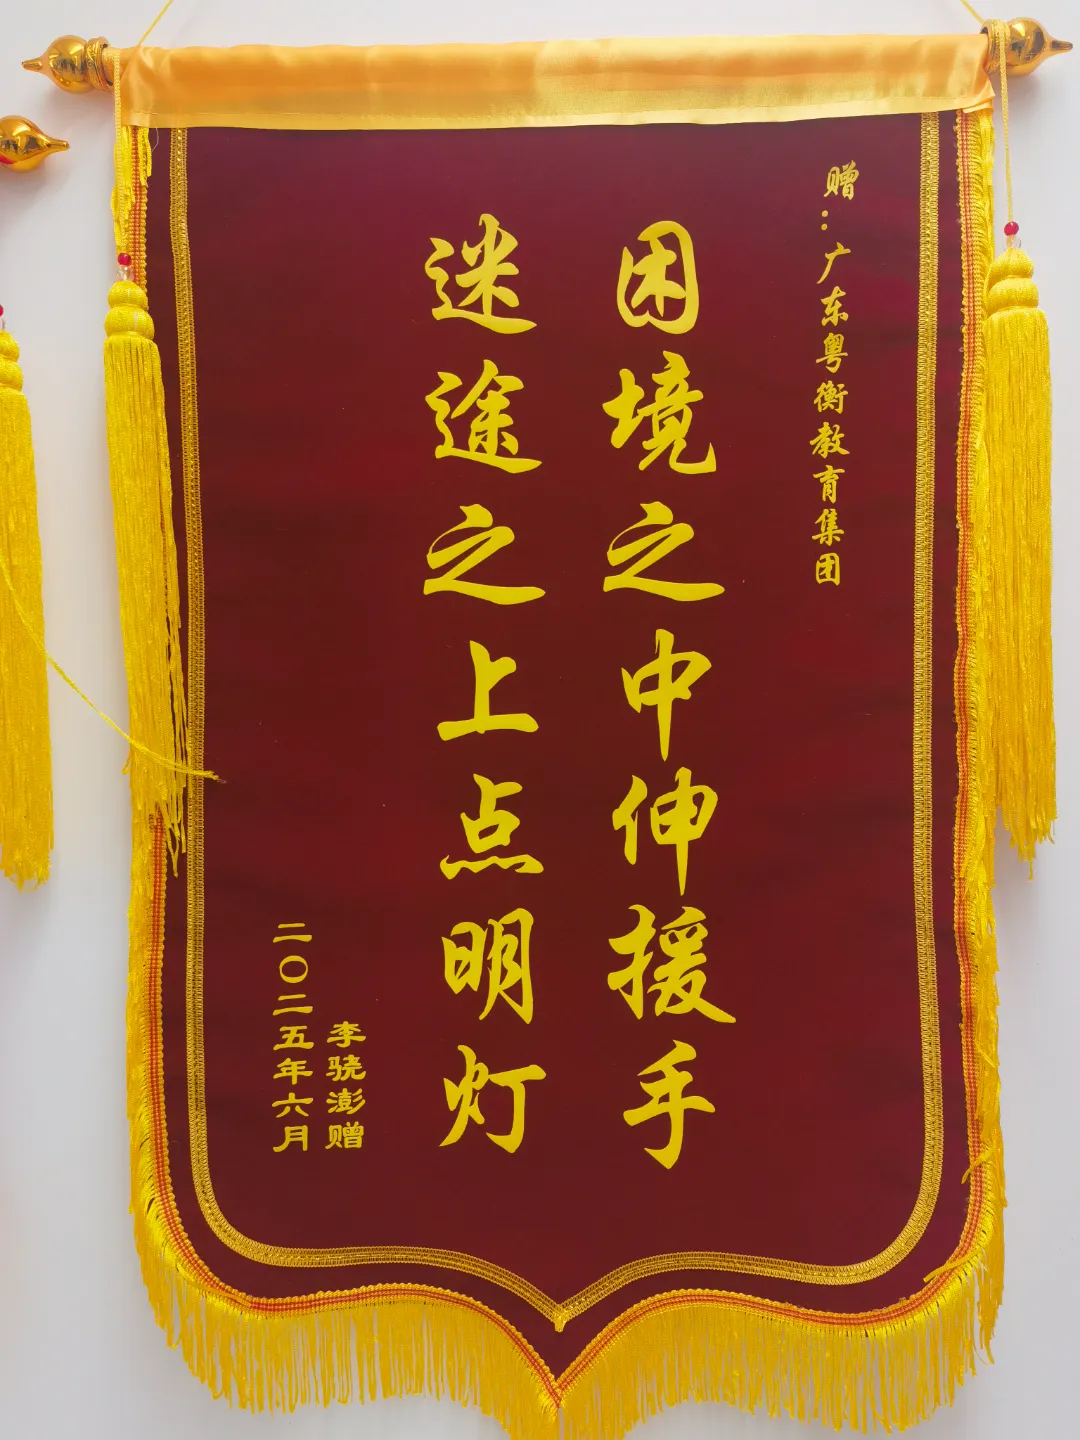 赠：广东粤衡教育集团
困境之中伸援手
迷途之上点明灯
李骁澎赠
二〇二五年六月